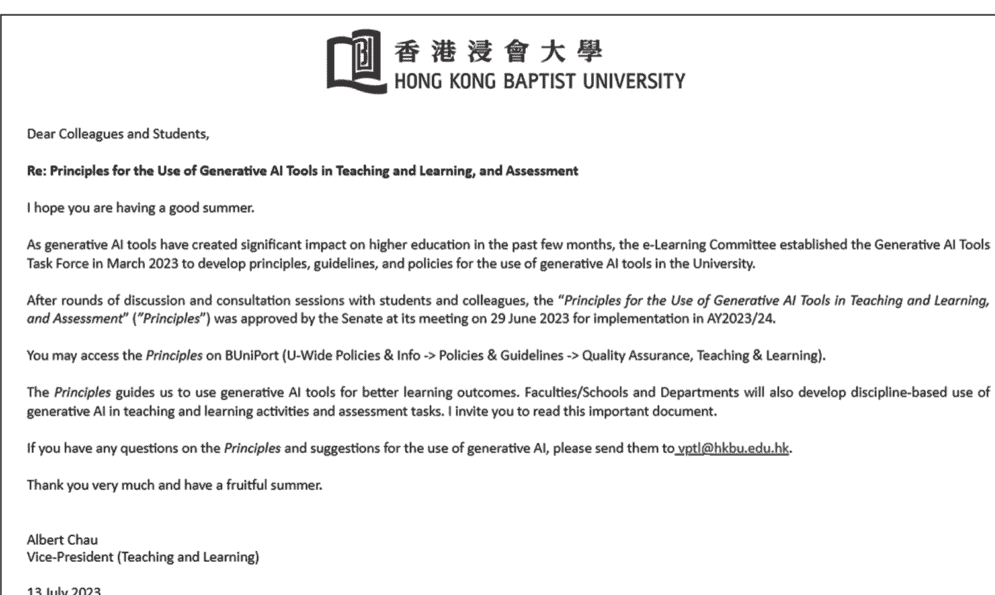 香港浸會大學
HONG KONG BAPTIST UNIVERSITY
Dear Colleagues and Students,
Re: Principles for the Use of Generative AI Tools in Teaching and Learning, and Assessment
I hope you are having a good summer.
As generative AI tools have created significant impact on higher education in the past few months, the e-Learning Committee established the Generative AI Tools
Task Force in March 2023 to develop principles, guidelines, and policies for the use of generative AI tools in the University.
After rounds of discussion and consultation sessions with students and colleagues, the “Principles for the Use of Generative AI Tools in Teaching and Learning,
and Assessment” (”Principles”) was approved by the Senate at its meeting on 29 June 2023 for implementation in AY2023/24.
You may access the Principles on BUniPort (U-Wide Policies & Info -> Policies & Guidelines -> Quality Assurance, Teaching & Learning).
The Principles guides us to use generative AI tools for better learning outcomes. Faculties/Schools and Departments will also develop discipline-based use of
generative AI in teaching and learning activities and assessment tasks. I invite you to read this important document.
If you have any questions on the Principles and suggestions for the use of generative AI, please send them to vptl@hkbu.edu.hk.
Thank you very much and have a fruitful summer.
Albert Chau
Vice-President (Teaching and Learning)
13 July 2023